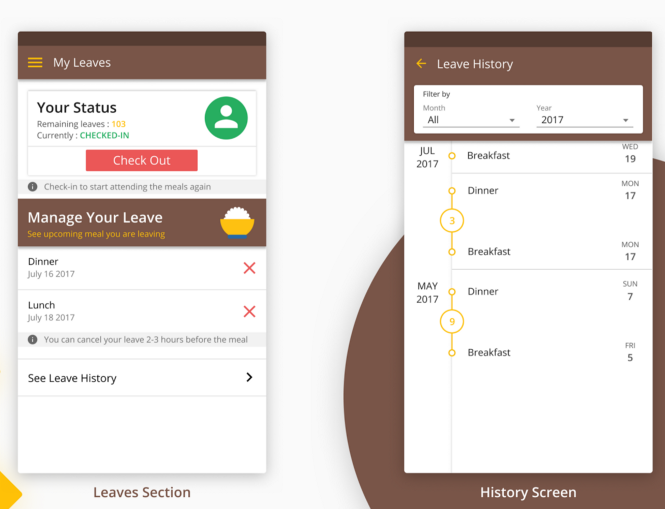 My Leaves
Your Status
Remaining leaves : 103
Currently : CHECKED-IN
Check Out
Check-in to start attending the meals again
Manage Your Leave
See upcoming meal you are leaving
Dinner
July 16 2017
Lunch
July 18 2017
You can cancel your leave 2-3 hours before the meal
See Leave History
Leaves Section
Leave History
Filter by
Month Year
All 2017
JUL 2017
Breakfast WED 19
Dinner MON 17
3
Breakfast MON 17
MAY 2017
Dinner SUN 7
9
Breakfast FRI 5
History Screen